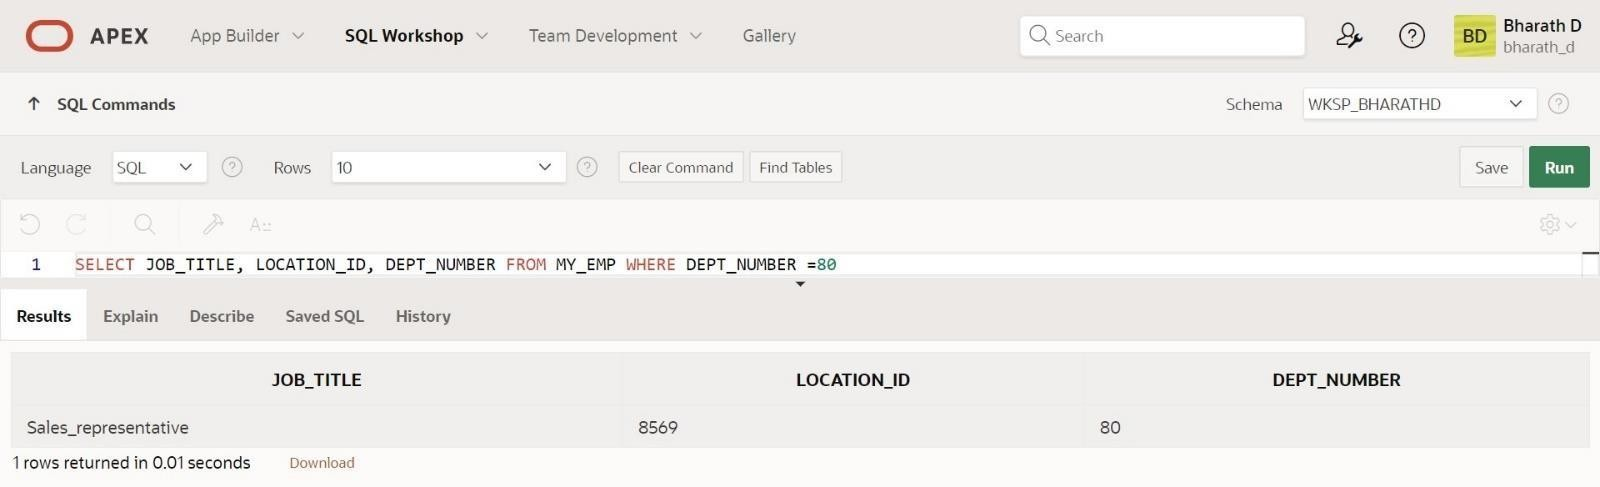 APEX App Builder SQL Workshop Team Development Gallery Search BD Bharath D
bharath_d
SQL Commands Schema WKSP_BHARATHD
Language SQL Rows 10 Clear Command Find Tables Save Run
A::
1 SELECT JOB_TITLE, LOCATION_ID, DEPT_NUMBER FROM MY_EMP WHERE DEPT_NUMBER =80
Results Explain Describe Saved SQL History
JOB_TITLE LOCATION_ID DEPT_NUMBER
Sales_representative 8569 80
1 rows returned in 0.01 seconds Download